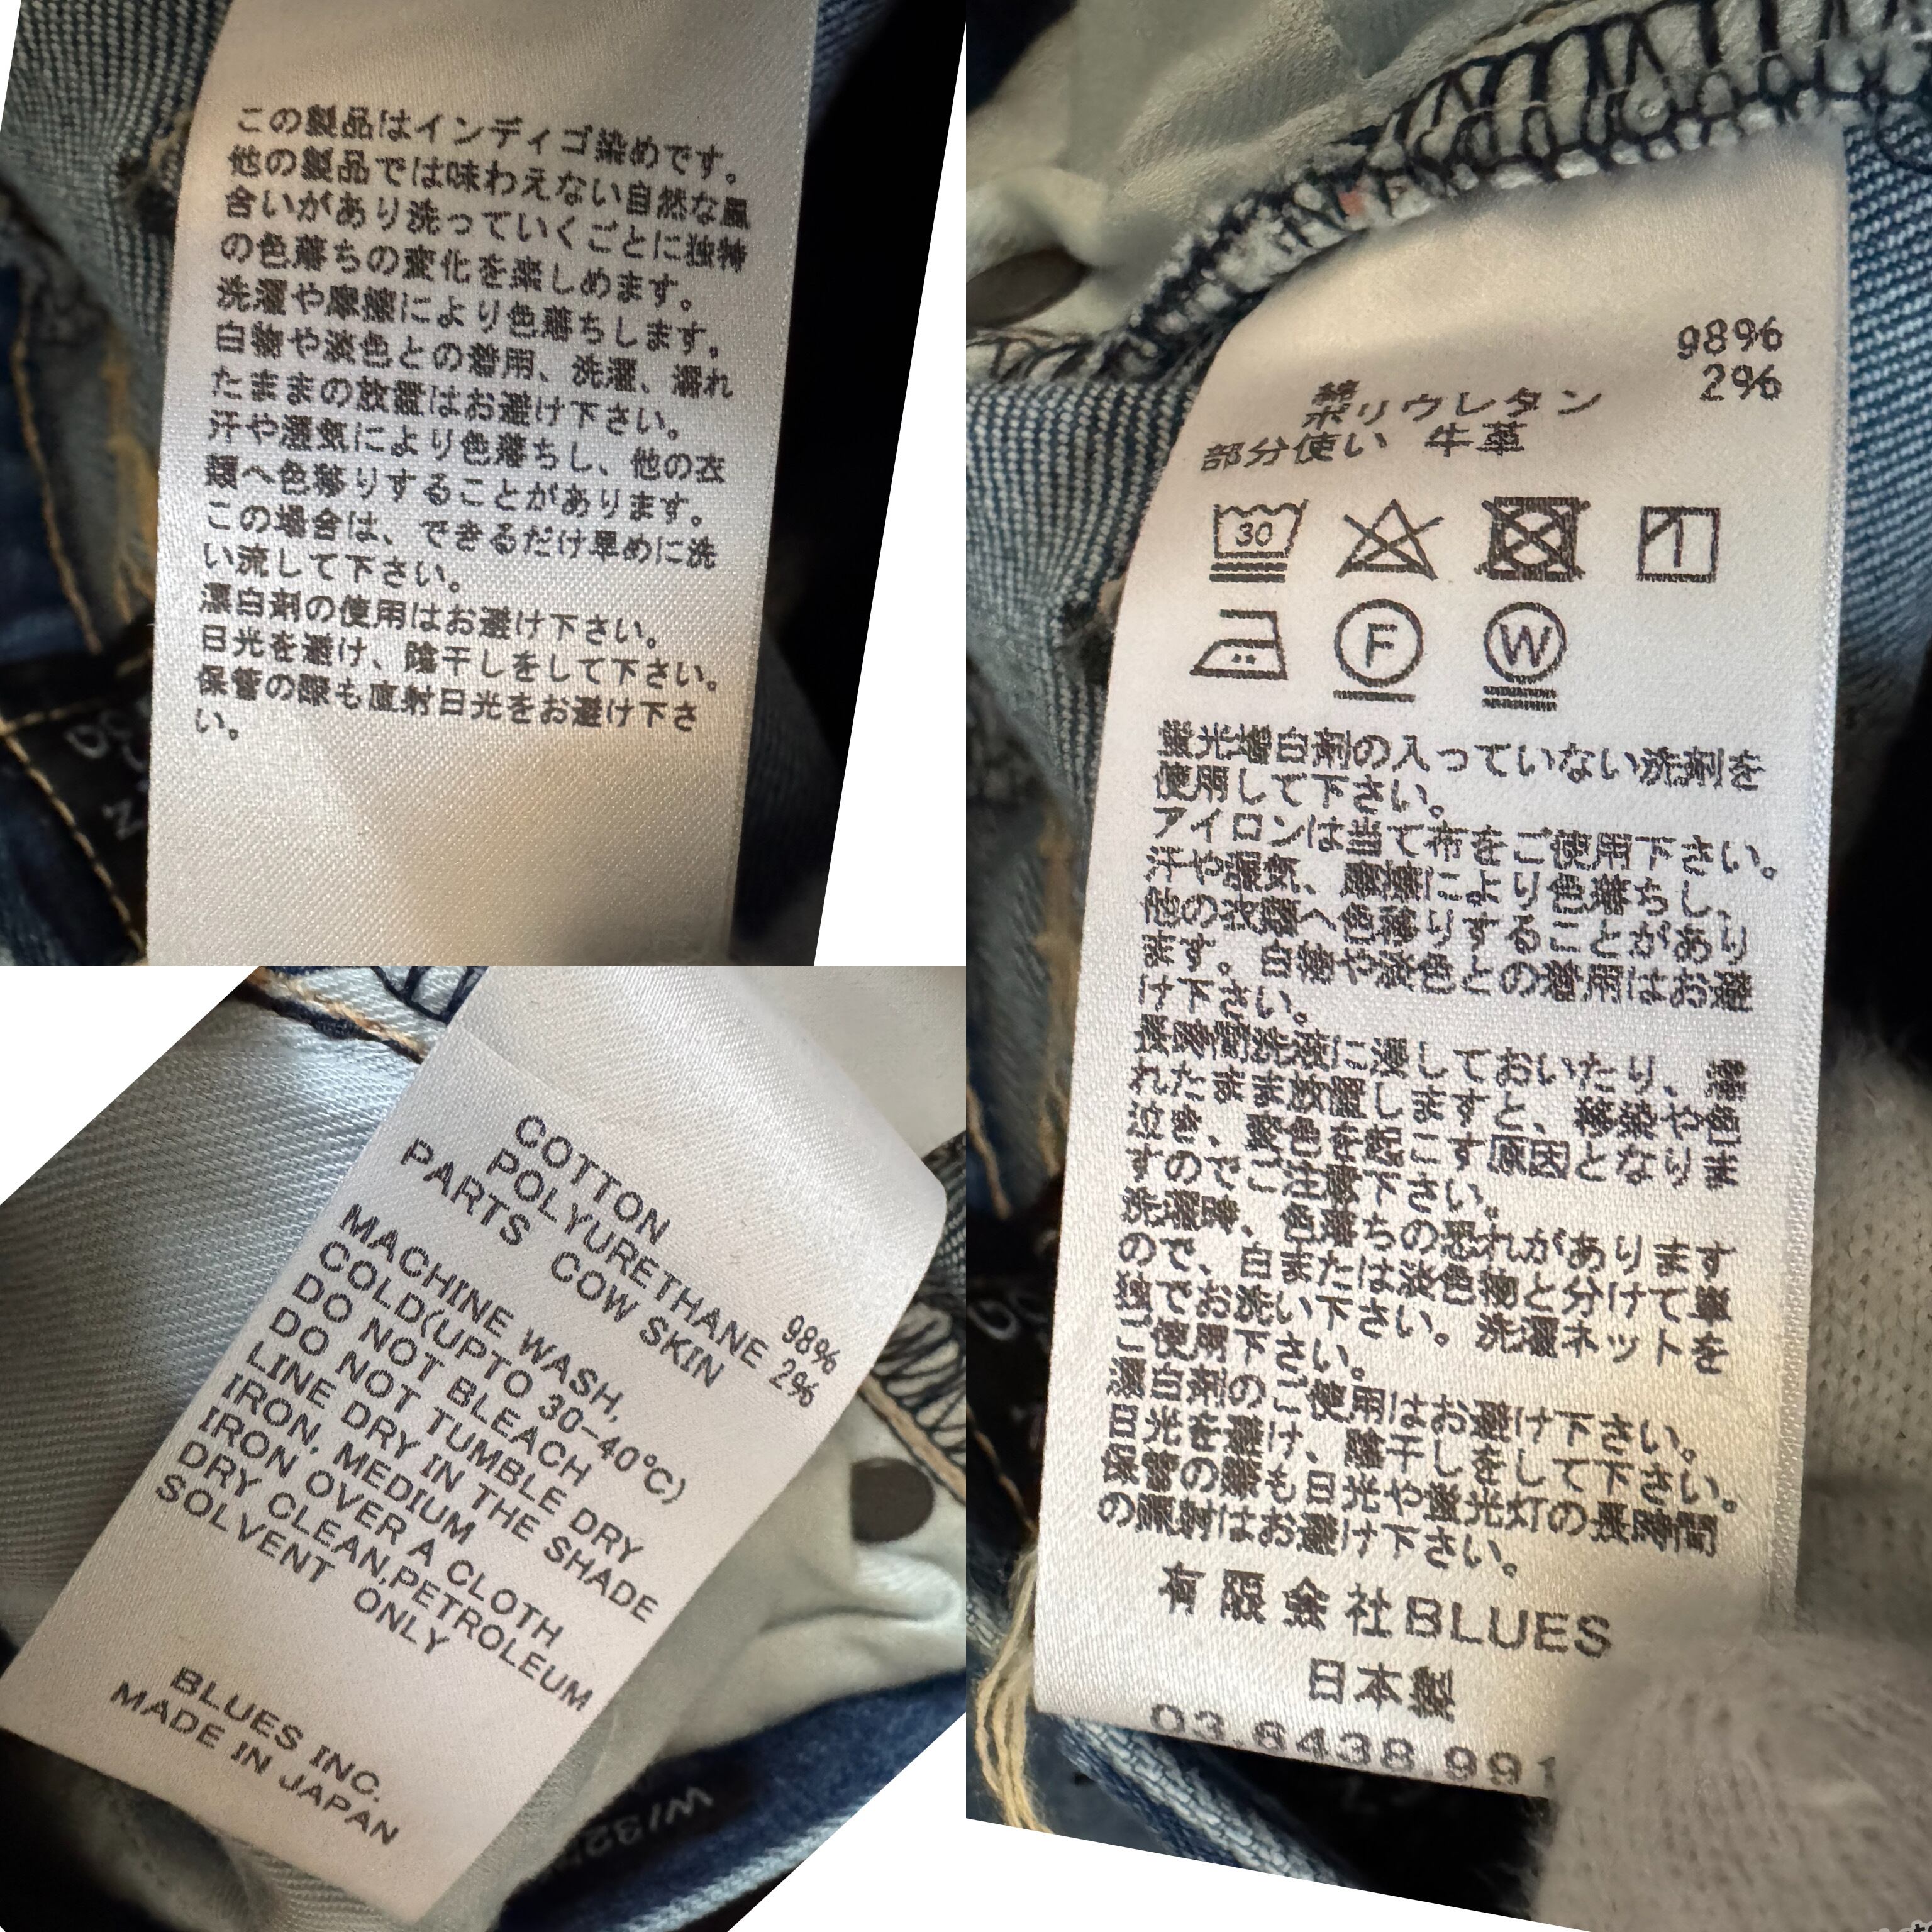 この製品はインディゴ染めです。
他の製品では味わえない自然な風
合いがあり洗っていくごとに独特
の色落ちの変化を楽しめます。
洗濯や摩擦により色落ちします。
白物や淡色との着用、洗濯、濡れ
たままの放置はお避け下さい。
汗や湿気により色落ちし、他の衣
類へ色移りすることがあります。
この場合は、できるだけ早めに洗
い流して下さい。
漂白剤の使用はお避け下さい。
日光を避け、陰干しをして下さい。
保管の際も直射日光をお避け下さ
い。
COTTON 98%
POLYURETHANE 2%
PARTS COW SKIN
MACHINE WASH,
COLD(UPTO 30-40℃)
DO NOT BLEACH
DO NOT TUMBLE DRY
LINE DRY IN THE SHADE
IRON, MEDIUM
IRON OVER A CLOTH
DRY CLEAN,PETROLEUM
SOLVENT ONLY
BLUES INC.
MADE IN JAPAN
W/32
綿 98%
ポリウレタン 2%
部分使い 牛革
30
F W
蛍光増白剤の入っていない洗剤を
使用して下さい。
アイロンは当て布をご使用下さい。
汗や湿気、摩擦により色落ちし、
他の衣類へ色移りすることがあり
ます。白物や淡色との着用はお避
け下さい。
長時間洗液に浸しておいたり、濡
れたまま放置しますと、移染や色
泣き、変色を起こす原因となりま
すので、ご注意下さい。
洗濯時、色落ちの恐れがあります
ので、白または淡色物と分けて単
独でお洗い下さい。洗濯ネットを
ご使用下さい。
漂白剤のご使用はお避け下さい。
日光を避け、陰干しをして下さい。
保管の際も日光や蛍光灯の長時間
の照射はお避け下さい。
有限会社BLUES
日本製
03.6438.991